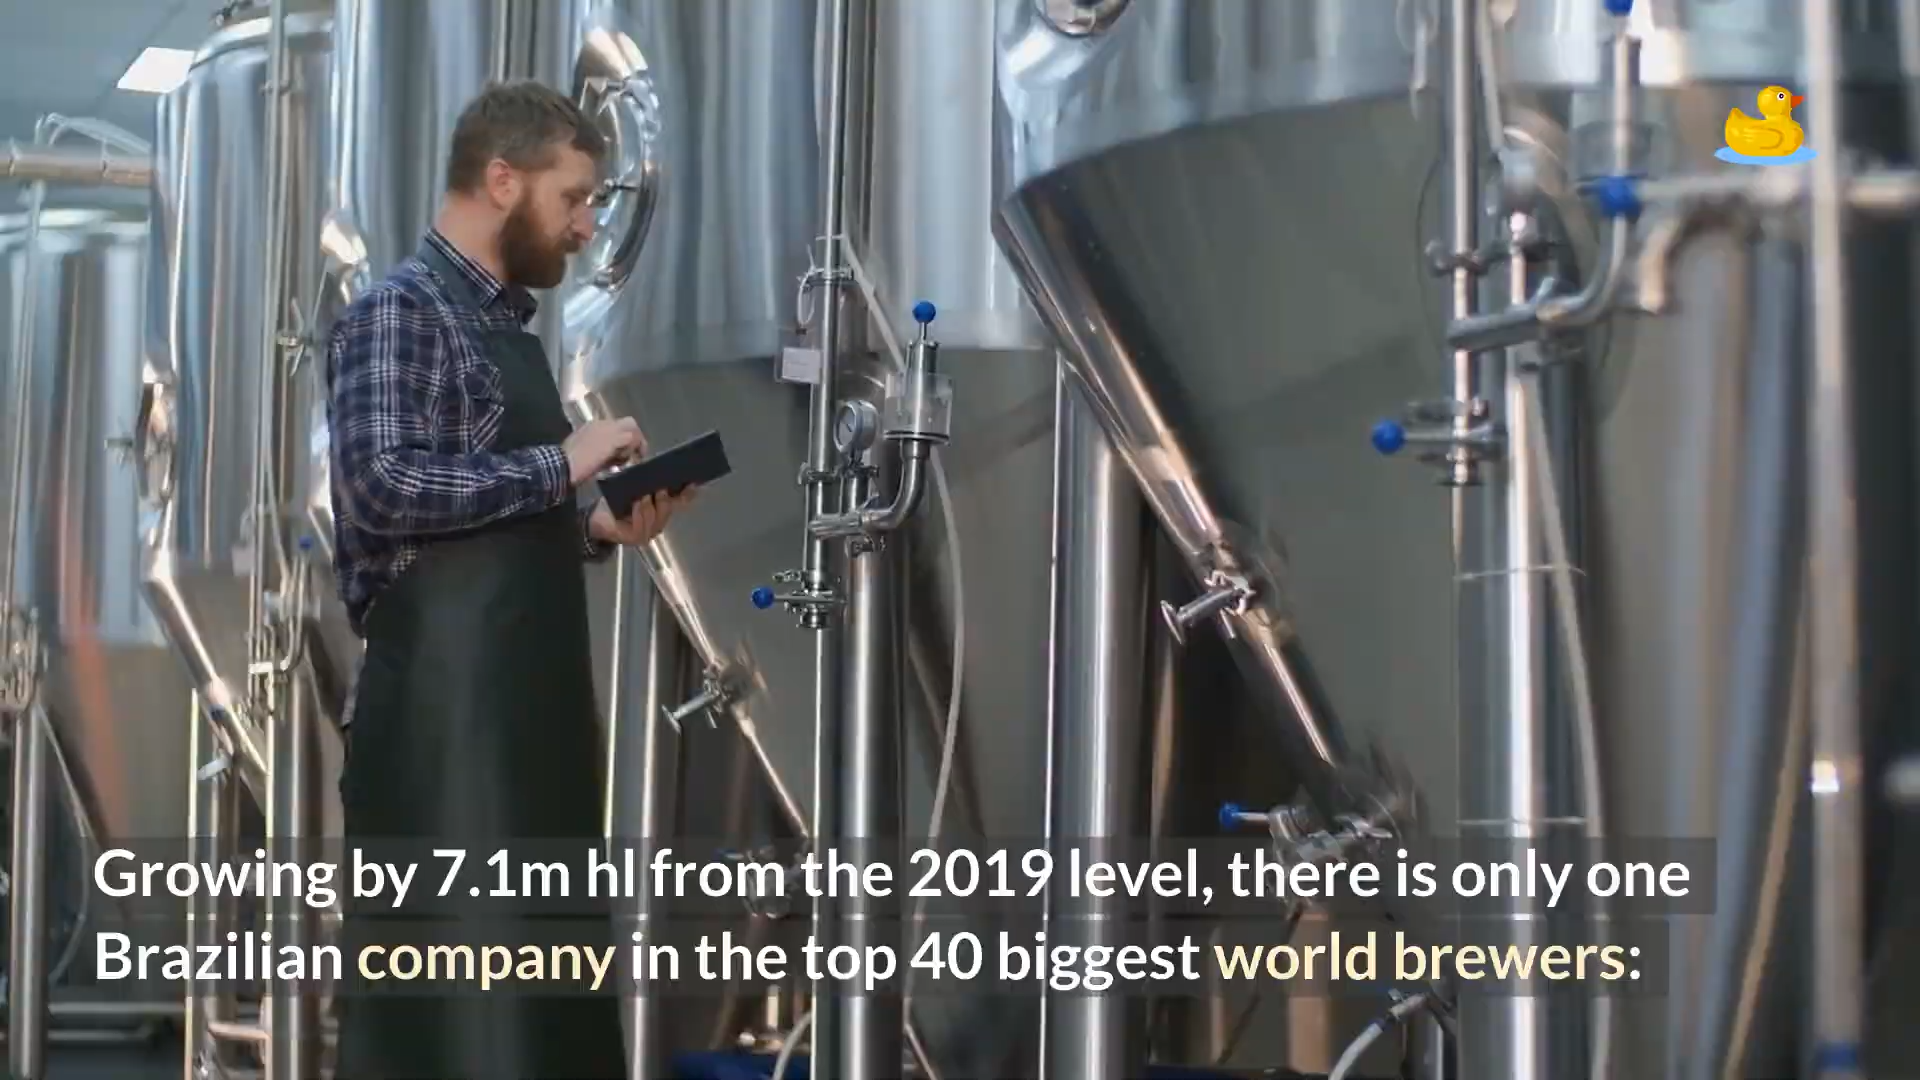 Growing by 7.1m hl from the 2019 level, there is only one
Brazilian company in the top 40 biggest world brewers: